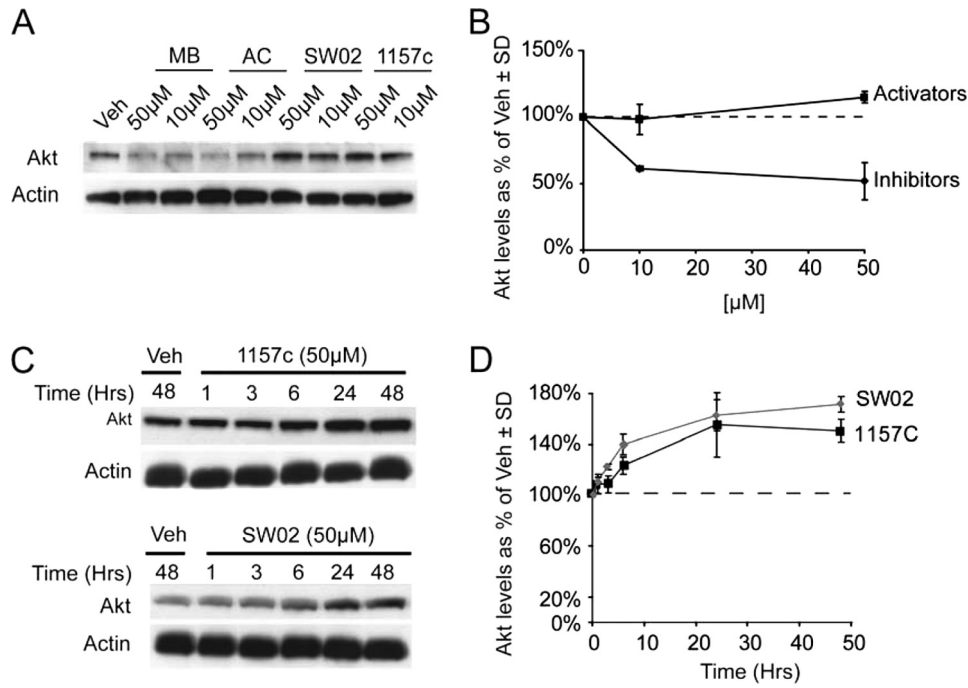 A
MB AC SW02 1157c
Veh 50µM 10µM 50µM 10µM 50µM 10µM 50µM 10µM
Akt
Actin
B
Akt levels as % of Veh ± SD
150%
100%
50%
0%
0 10 20 30 40 50
[µM]
Activators
Inhibitors
C
Veh 1157c (50µM)
Time (Hrs) 48 1 3 6 24 48
Akt
Actin
Veh SW02 (50µM)
Time (Hrs) 48 1 3 6 24 48
Akt
Actin
D
Akt levels as % of Veh ± SD
180%
140%
100%
60%
20%
0%
0 10 20 30 40 50
Time (Hrs)
SW02
1157C